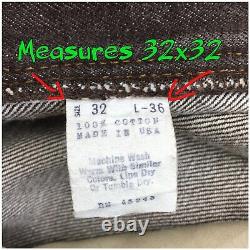 Measures 32x32
SIZE 32 L-36
100% COTTON
MADE IN USA
Machine Wash
Warm With Similar
Colors, Line Dry
Or Tumble Dry
RN